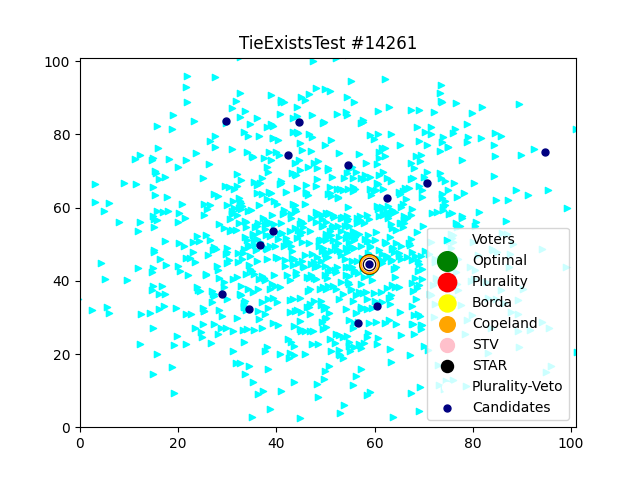 TieExistsTest #14261
100
80
60
40
20
0
0 20 40 60 80 100
Voters
Optimal
Plurality
Borda
Copeland
STV
STAR
Plurality-Veto
Candidates